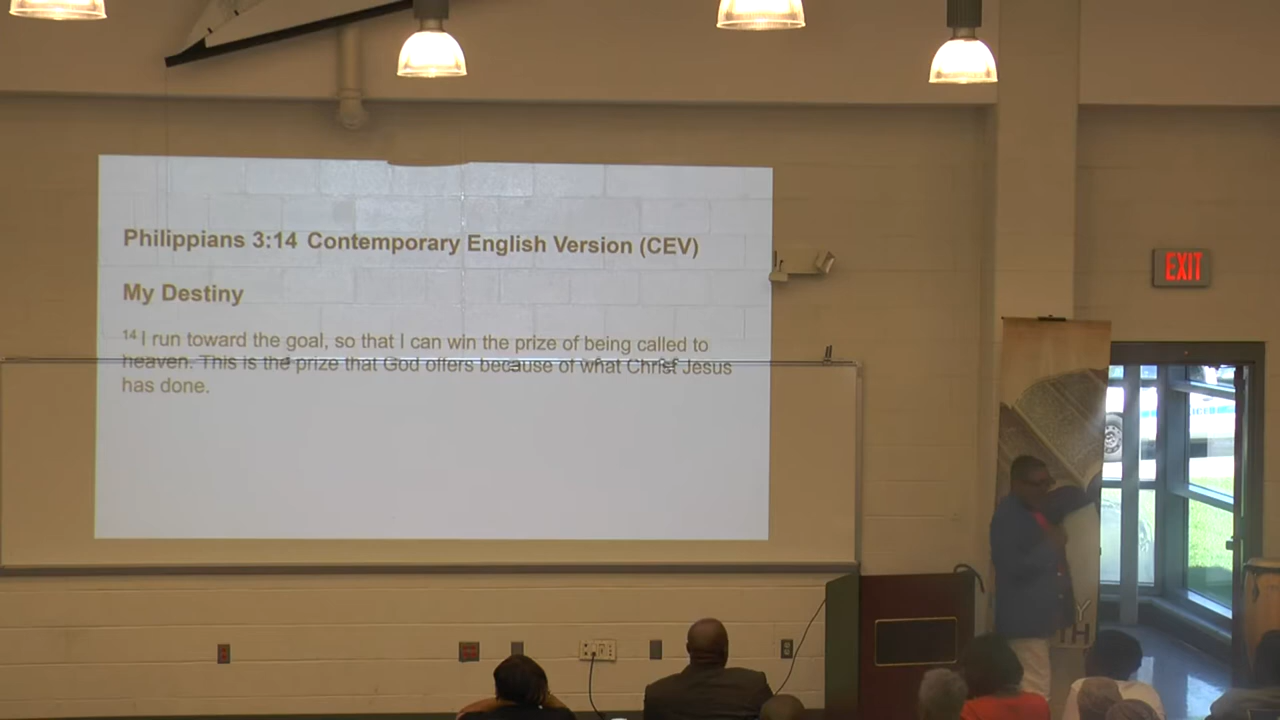 Philippians 3:14 Contemporary English Version (CEV)
My Destiny
14 I run toward the goal, so that I can win the prize of being called to
heaven. This is the prize that God offers because of what Christ Jesus
has done.
EXIT